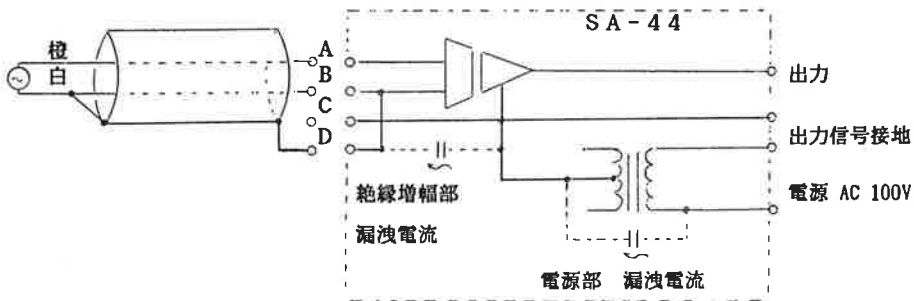 SA-44
橙
白
A
B
C
D
出力
出力信号接地
電源 AC 100V
絶縁増幅部
漏洩電流
電源部 漏洩電流